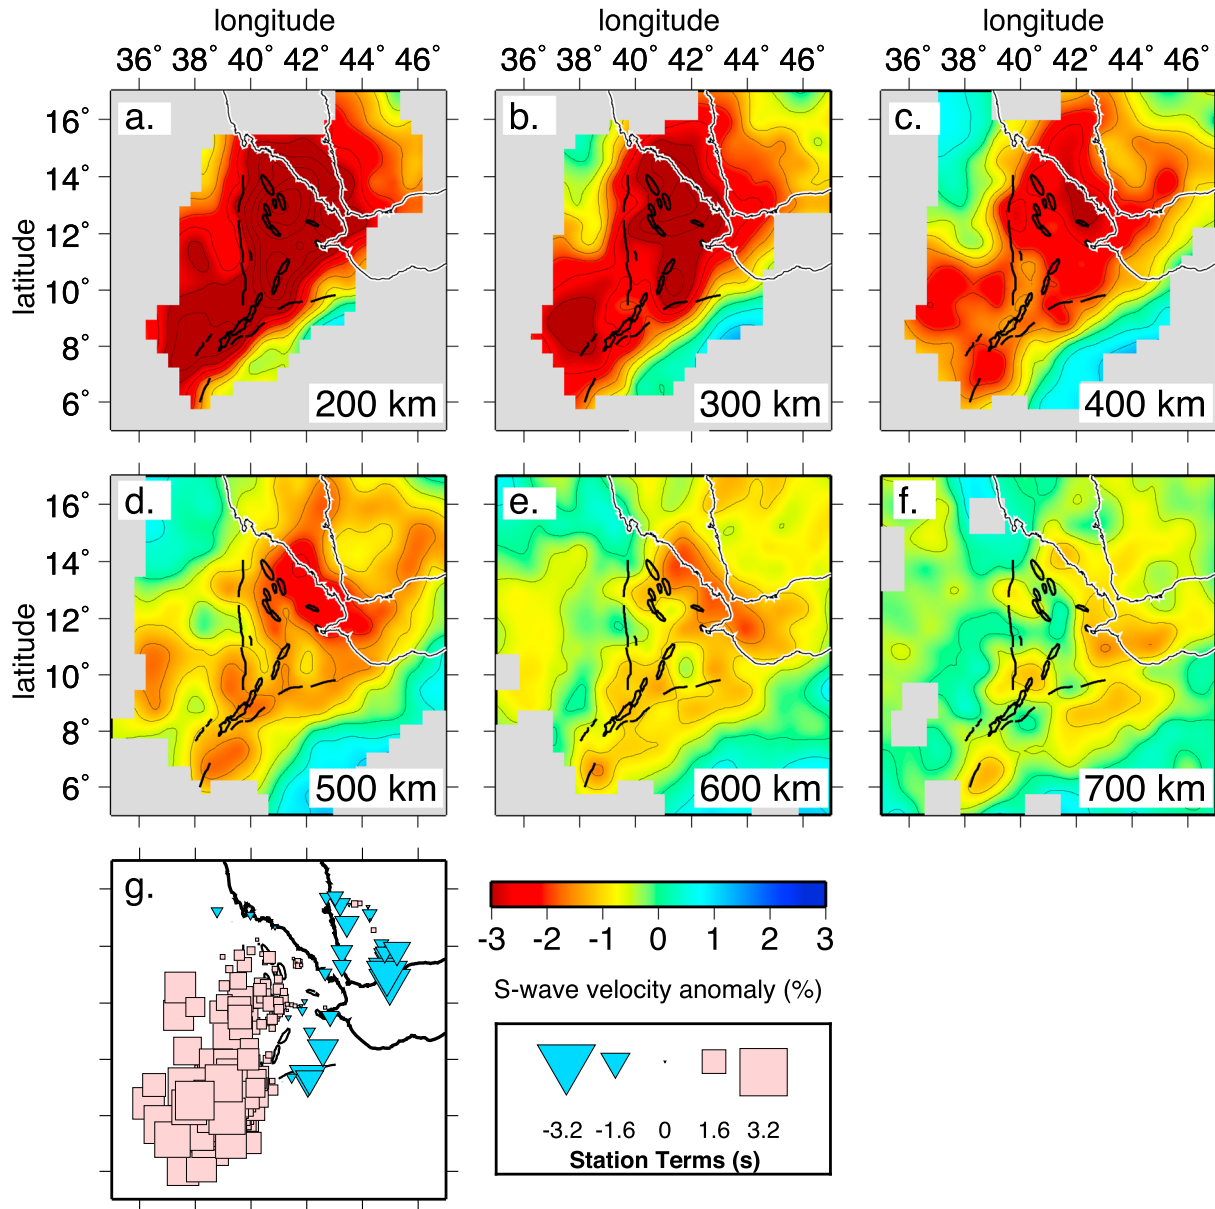 longitude longitude longitude
36° 38° 40° 42° 44° 46° 36° 38° 40° 42° 44° 46° 36° 38° 40° 42° 44° 46°
latitude
16°
14°
12°
10°
8°
6°
a.
200 km
b.
300 km
c.
400 km
latitude
16°
14°
12°
10°
8°
6°
d.
500 km
e.
600 km
f.
700 km
g.
-3 -2 -1 0 1 2 3
S-wave velocity anomaly (%)
-3.2 -1.6 0 1.6 3.2
Station Terms (s)